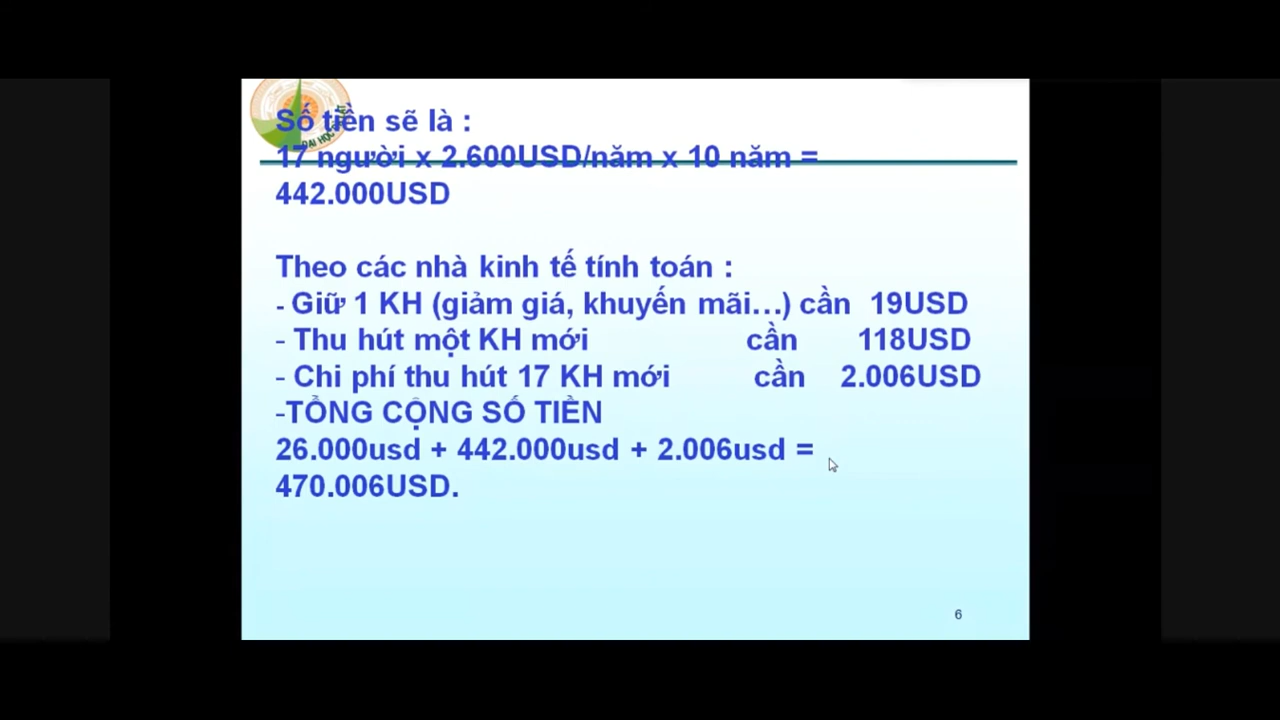 Số tiền sẽ là :
17 người x 2.600USD/năm x 10 năm =
442.000USD
Theo các nhà kinh tế tính toán :
- Giữ 1 KH (giảm giá, khuyến mãi…) cần 19USD
- Thu hút một KH mới cần 118USD
- Chi phí thu hút 17 KH mới cần 2.006USD
-TỔNG CỘNG SỐ TIỀN
26.000usd + 442.000usd + 2.006usd =
470.006USD.
6
ĐẠI HỌC